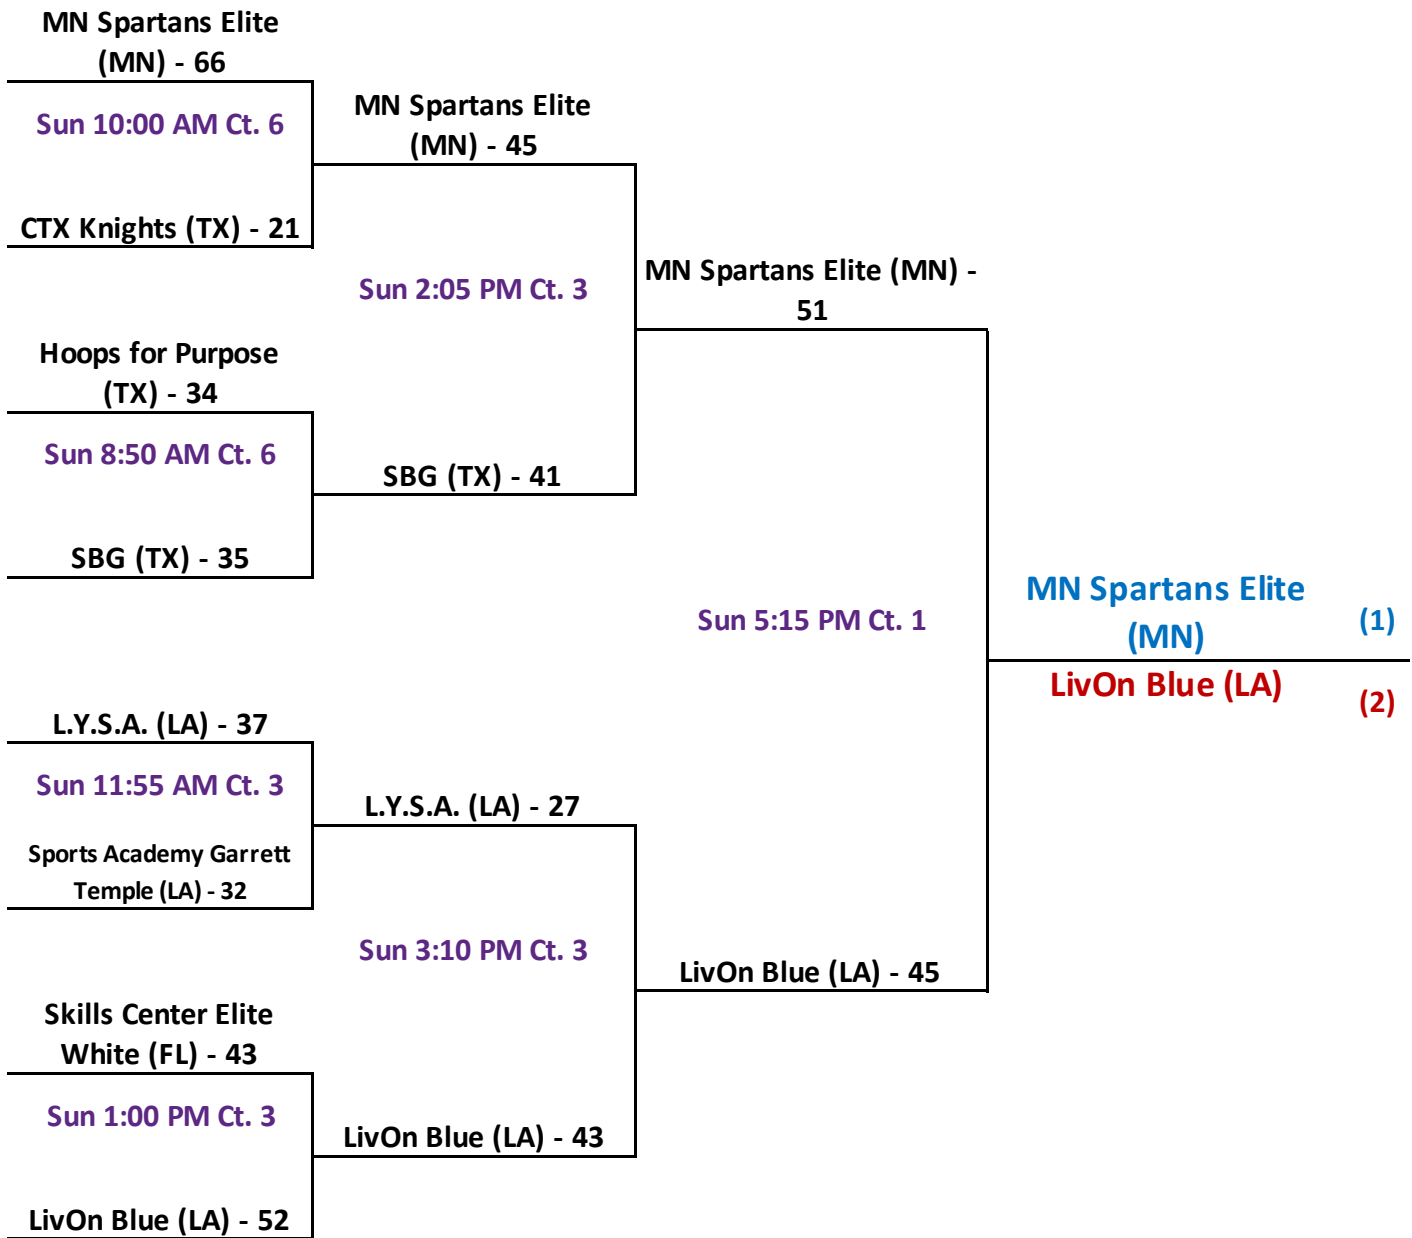 MN Spartans Elite
(MN) - 66
Sun 10:00 AM Ct. 6
CTX Knights (TX) - 21
Hoops for Purpose
(TX) - 34
Sun 8:50 AM Ct. 6
SBG (TX) - 35
L.Y.S.A. (LA) - 37
Sun 11:55 AM Ct. 3
Sports Academy Garrett
Temple (LA) - 32
Skills Center Elite
White (FL) - 43
Sun 1:00 PM Ct. 3
LivOn Blue (LA) - 52
MN Spartans Elite
(MN) - 45
Sun 2:05 PM Ct. 3
SBG (TX) - 41
L.Y.S.A. (LA) - 27
Sun 3:10 PM Ct. 3
LivOn Blue (LA) - 43
MN Spartans Elite (MN) -
51
Sun 5:15 PM Ct. 1
LivOn Blue (LA) - 45
MN Spartans Elite
(MN)
(1)
LivOn Blue (LA)
(2)